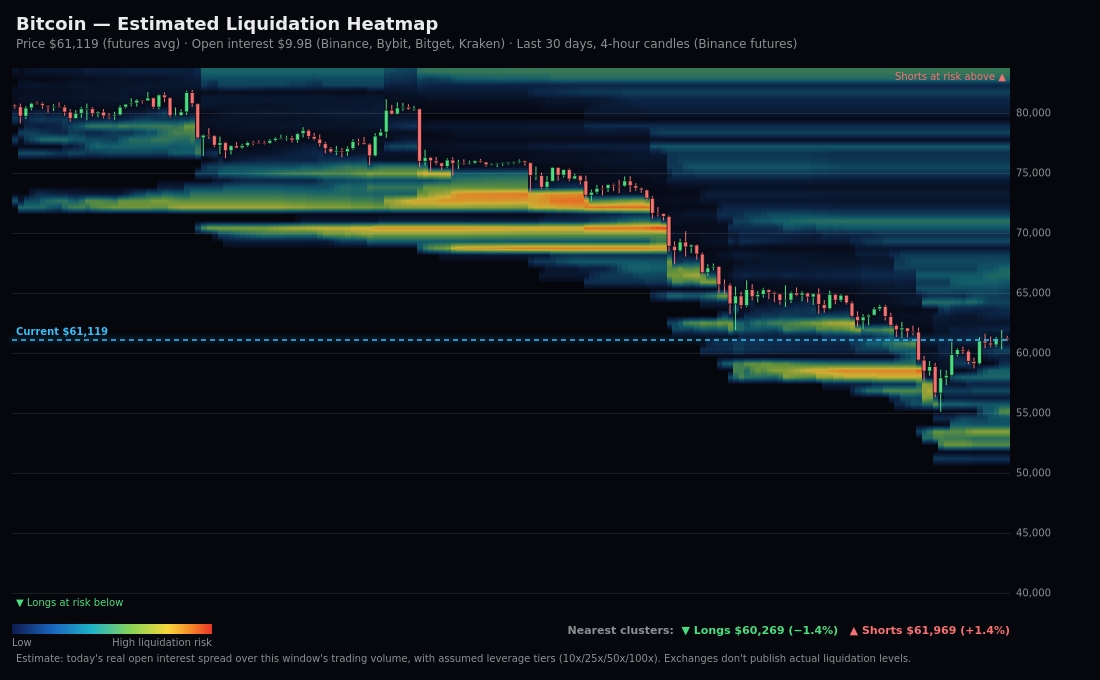 Bitcoin — Estimated Liquidation Heatmap
Price $61,119 (futures avg) · Open interest $9.9B (Binance, Bybit, Bitget, Kraken) · Last 30 days, 4-hour candles (Binance futures)
Shorts at risk above ▲
80,000
75,000
70,000
65,000
Current $61,119
60,000
55,000
50,000
45,000
40,000
▼ Longs at risk below
Low High liquidation risk
Nearest clusters: ▼ Longs $60,269 (−1.4%) ▲ Shorts $61,969 (+1.4%)
Estimate: today's real open interest spread over this window's trading volume, with assumed leverage tiers (10x/25x/50x/100x). Exchanges don't publish actual liquidation levels.